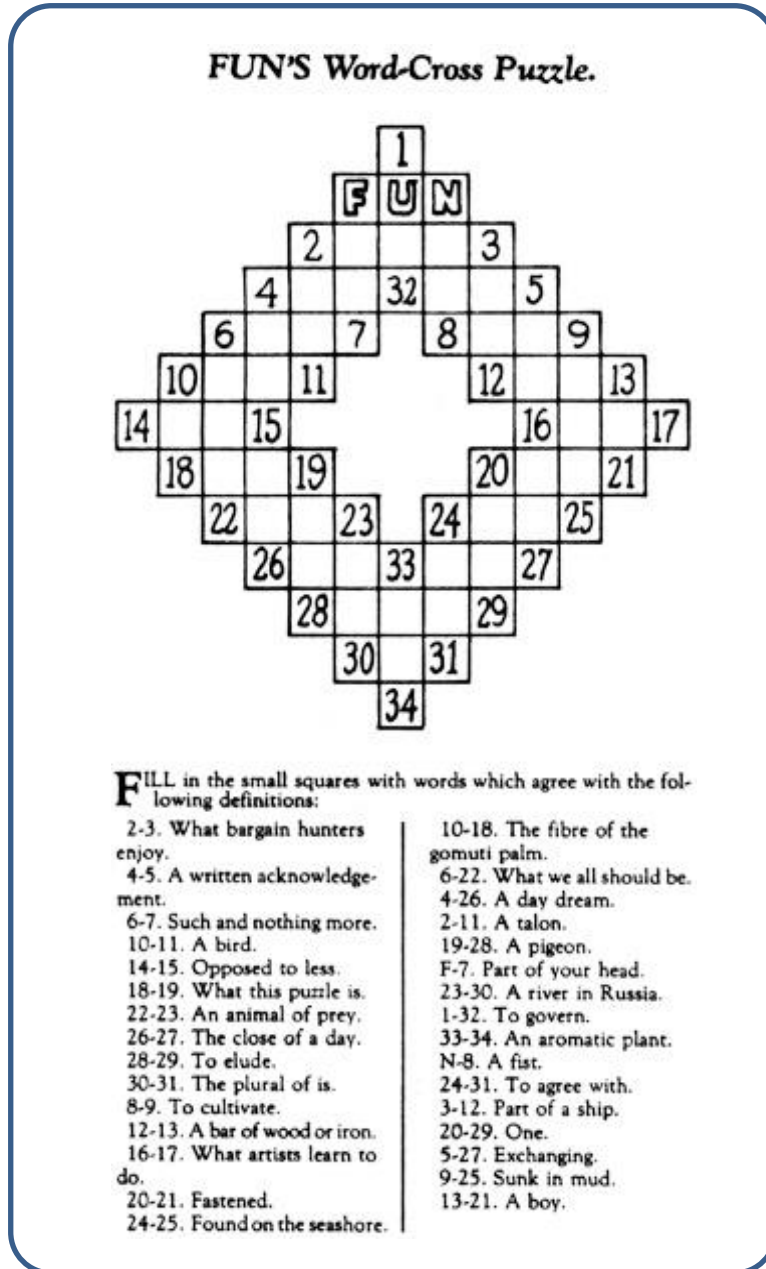 FUN'S Word-Cross Puzzle.
1
F U N
2 3
4 32 5
6 7 8 9
10 11 12 13
14 15 16 17
18 19 20 21
22 23 24 25
26 33 27
28 29
30 31
34
FILL in the small squares with words which agree with the fol-
lowing definitions:
2-3. What bargain hunters
enjoy.
4-5. A written acknowledge-
ment.
6-7. Such and nothing more.
10-11. A bird.
14-15. Opposed to less.
18-19. What this puzzle is.
22-23. An animal of prey.
26-27. The close of a day.
28-29. To elude.
30-31. The plural of is.
8-9. To cultivate.
12-13. A bar of wood or iron.
16-17. What artists learn to
do.
20-21. Fastened.
24-25. Found on the seashore.
10-18. The fibre of the
gomuti palm.
6-22. What we all should be.
4-26. A day dream.
2-11. A talon.
19-28. A pigeon.
F-7. Part of your head.
23-30. A river in Russia.
1-32. To govern.
33-34. An aromatic plant.
N-8. A fist.
24-31. To agree with.
3-12. Part of a ship.
20-29. One.
5-27. Exchanging.
9-25. Sunk in mud.
13-21. A boy.